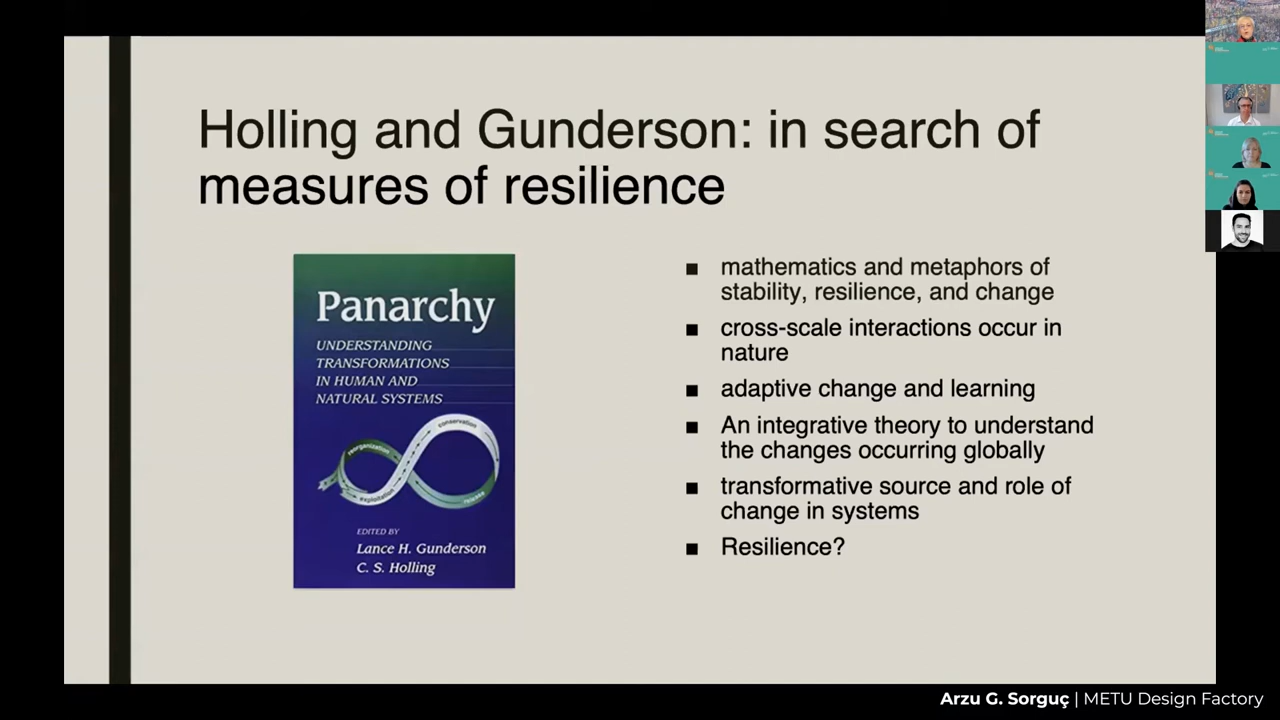 Holling and Gunderson: in search of
measures of resilience
Panarchy
UNDERSTANDING
TRANSFORMATIONS
IN HUMAN AND
NATURAL SYSTEMS
conservation
reorganization
exploitation
release
EDITED BY
Lance H. Gunderson
C. S. Holling
■ mathematics and metaphors of
stability, resilience, and change
■ cross-scale interactions occur in
nature
■ adaptive change and learning
■ An integrative theory to understand
the changes occurring globally
■ transformative source and role of
change in systems
■ Resilience?
Arzu G. Sorguç | METU Design Factory